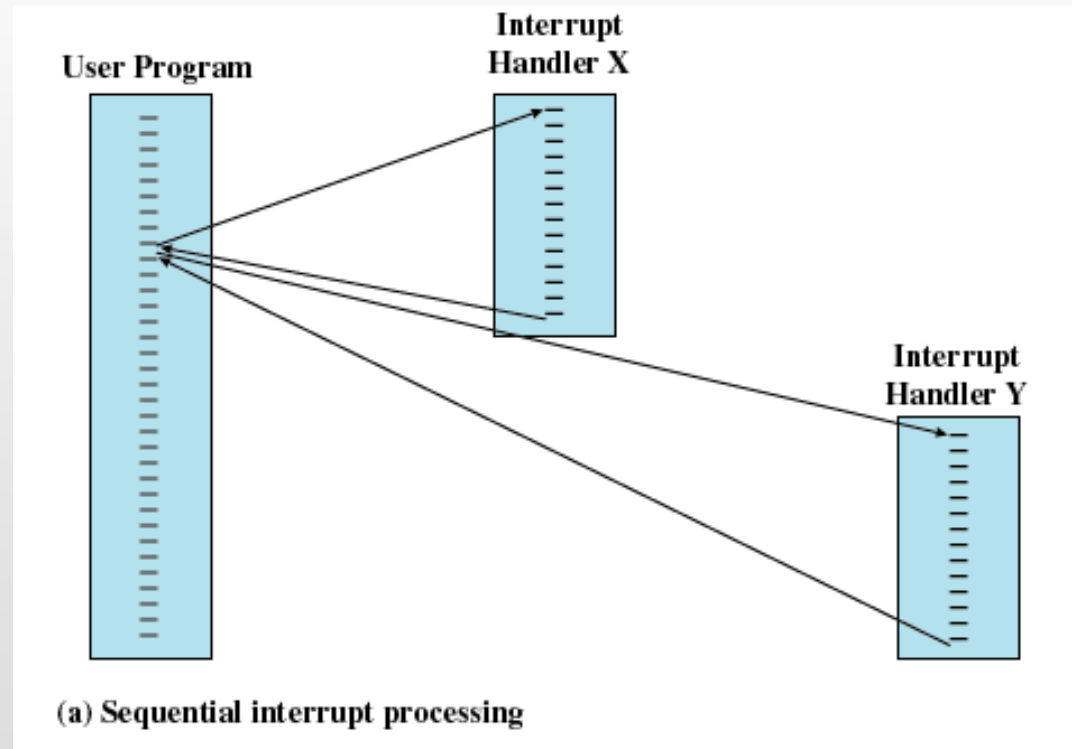 User Program
Interrupt
Handler X
Interrupt
Handler Y
(a) Sequential interrupt processing